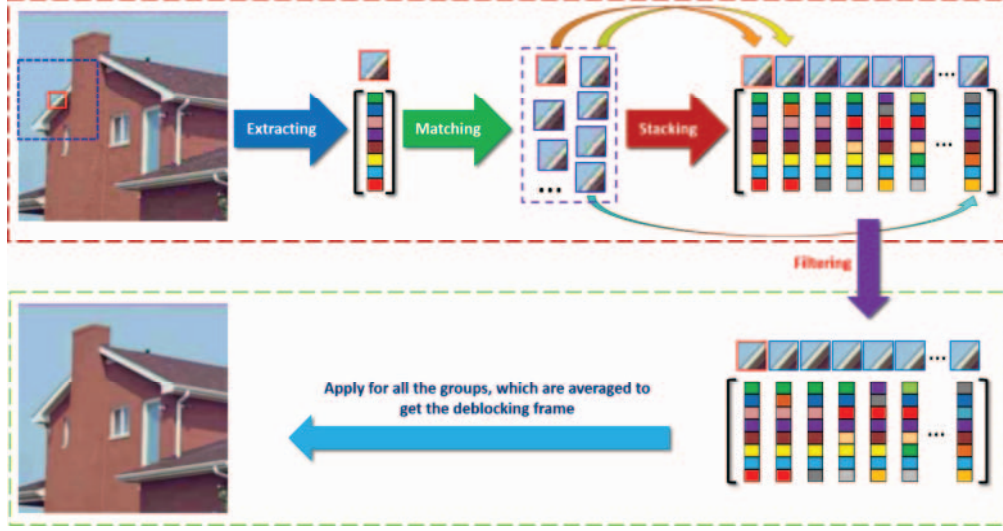 Extracting
Matching
Stacking
...
...
...
Filtering
...
...
Apply for all the groups, which are averaged to
get the deblocking frame